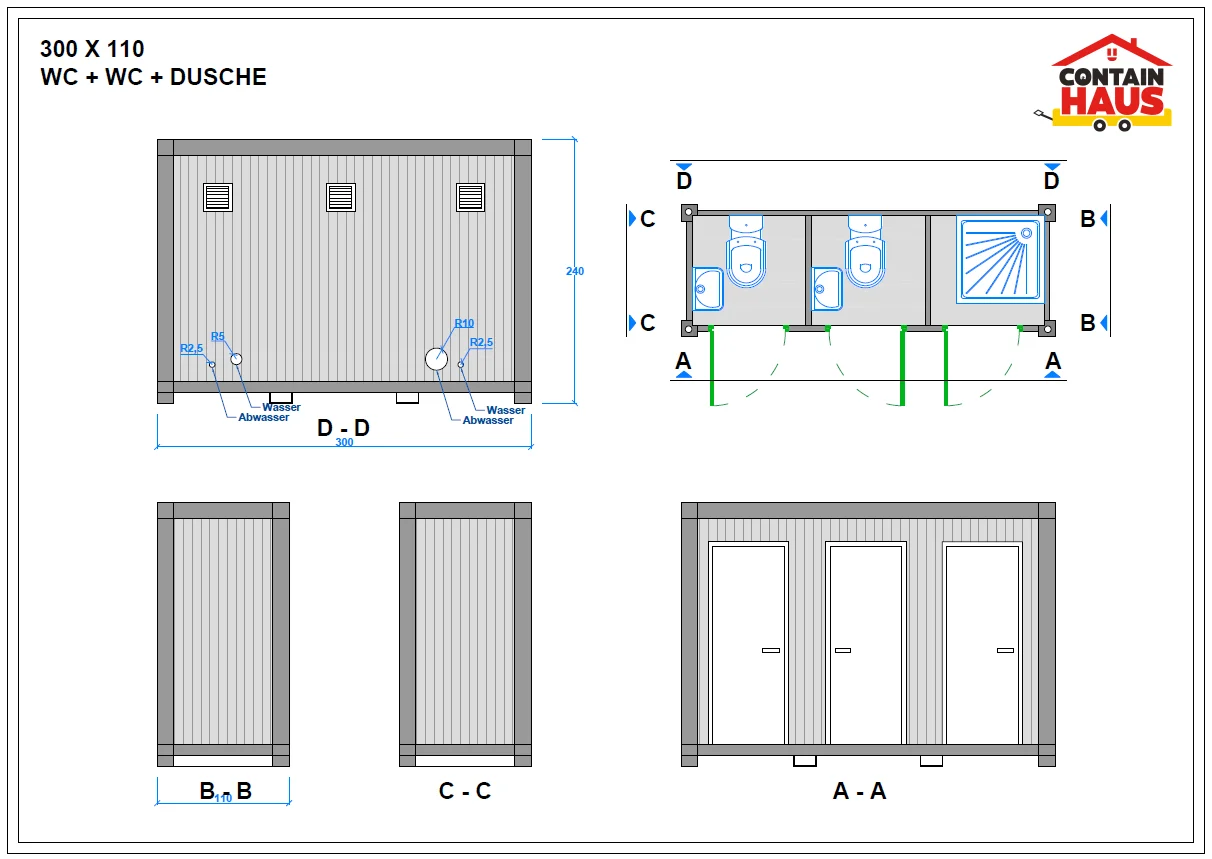 300 X 110
WC + WC + DUSCHE
CONTAIN
HAUS
D
D
C
B
C
B
A
A
240
R2,5
R5
R10
R2,5
Wasser
Abwasser
Wasser
Abwasser
D - D
300
B - B
110
C - C
A - A